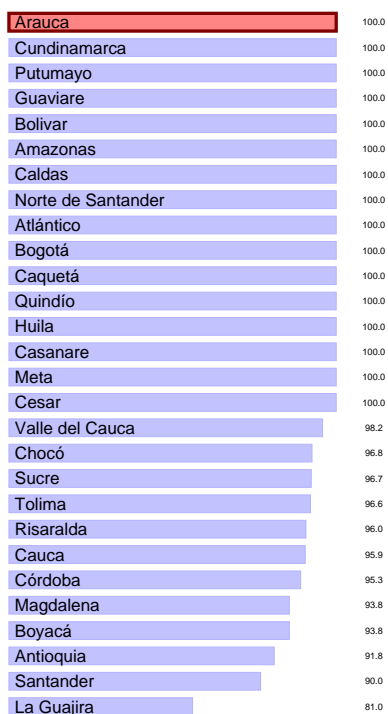 Arauca 100.0
Cundinamarca 100.0
Putumayo 100.0
Guaviare 100.0
Bolivar 100.0
Amazonas 100.0
Caldas 100.0
Norte de Santander 100.0
Atlántico 100.0
Bogotá 100.0
Caquetá 100.0
Quindío 100.0
Huila 100.0
Casanare 100.0
Meta 100.0
Cesar 100.0
Valle del Cauca 98.2
Chocó 96.8
Sucre 96.7
Tolima 96.6
Risaralda 96.0
Cauca 95.9
Córdoba 95.3
Magdalena 93.8
Boyacá 93.8
Antioquia 91.8
Santander 90.0
La Guajira 81.0